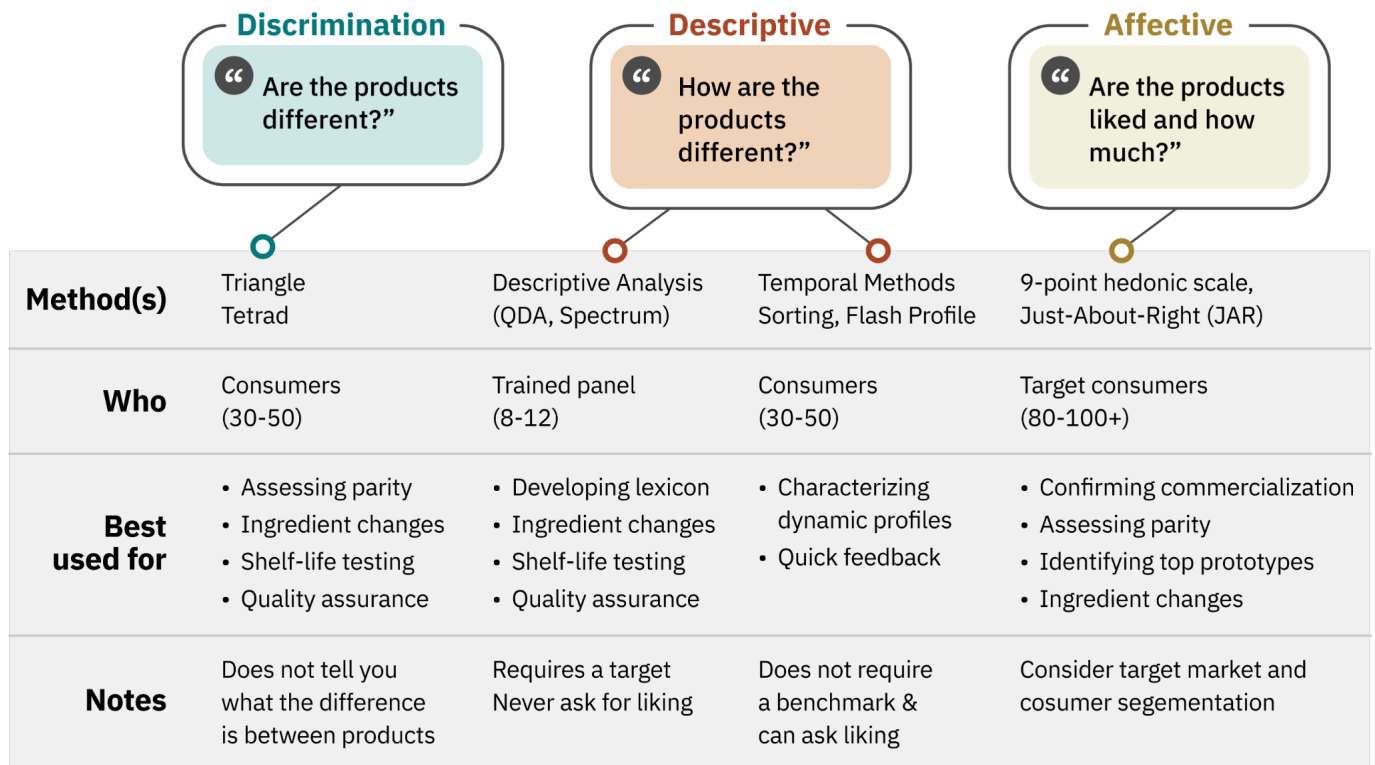 Discrimination
“ Are the products
different?”
Descriptive
“ How are the
products
different?”
Affective
“ Are the products
liked and how
much?”
Method(s)
Triangle
Tetrad
Descriptive Analysis
(QDA, Spectrum)
Temporal Methods
Sorting, Flash Profile
9-point hedonic scale,
Just-About-Right (JAR)
Who
Consumers
(30-50)
Trained panel
(8-12)
Consumers
(30-50)
Target consumers
(80-100+)
Best
used for
• Assessing parity
• Ingredient changes
• Shelf-life testing
• Quality assurance
• Developing lexicon
• Ingredient changes
• Shelf-life testing
• Quality assurance
• Characterizing
dynamic profiles
• Quick feedback
• Confirming commercialization
• Assessing parity
• Identifying top prototypes
• Ingredient changes
Notes
Does not tell you
what the difference
is between products
Requires a target
Never ask for liking
Does not require
a benchmark &
can ask liking
Consider target market and
cosumer segementation